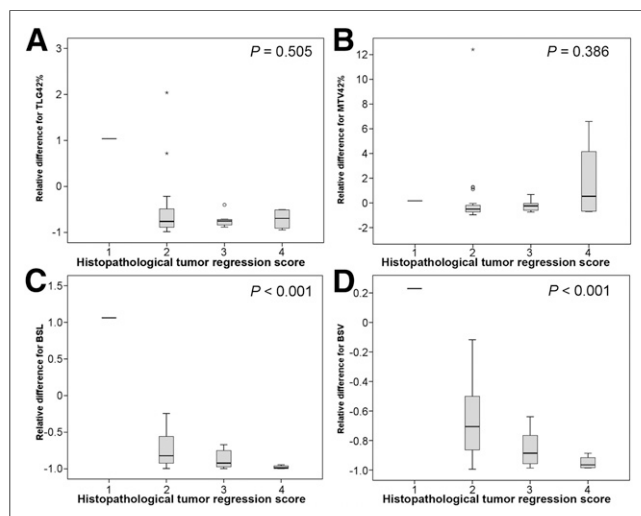 A
P = 0.505
Relative difference for TLG42%
3
2
1
0
-1
1 2 3 4
Histopathological tumor regression score
B
P = 0.386
Relative difference for MTV42%
12
10
8
6
4
2
0
-2
1 2 3 4
Histopathological tumor regression score
C
P < 0.001
Relative difference for BSL
1.5
1.0
0.5
0
-0.5
-1.0
1 2 3 4
Histopathological tumor regression score
D
P < 0.001
Relative difference for BSV
0.2
0
-0.2
-0.4
-0.6
-0.8
-1.0
1 2 3 4
Histopathological tumor regression score